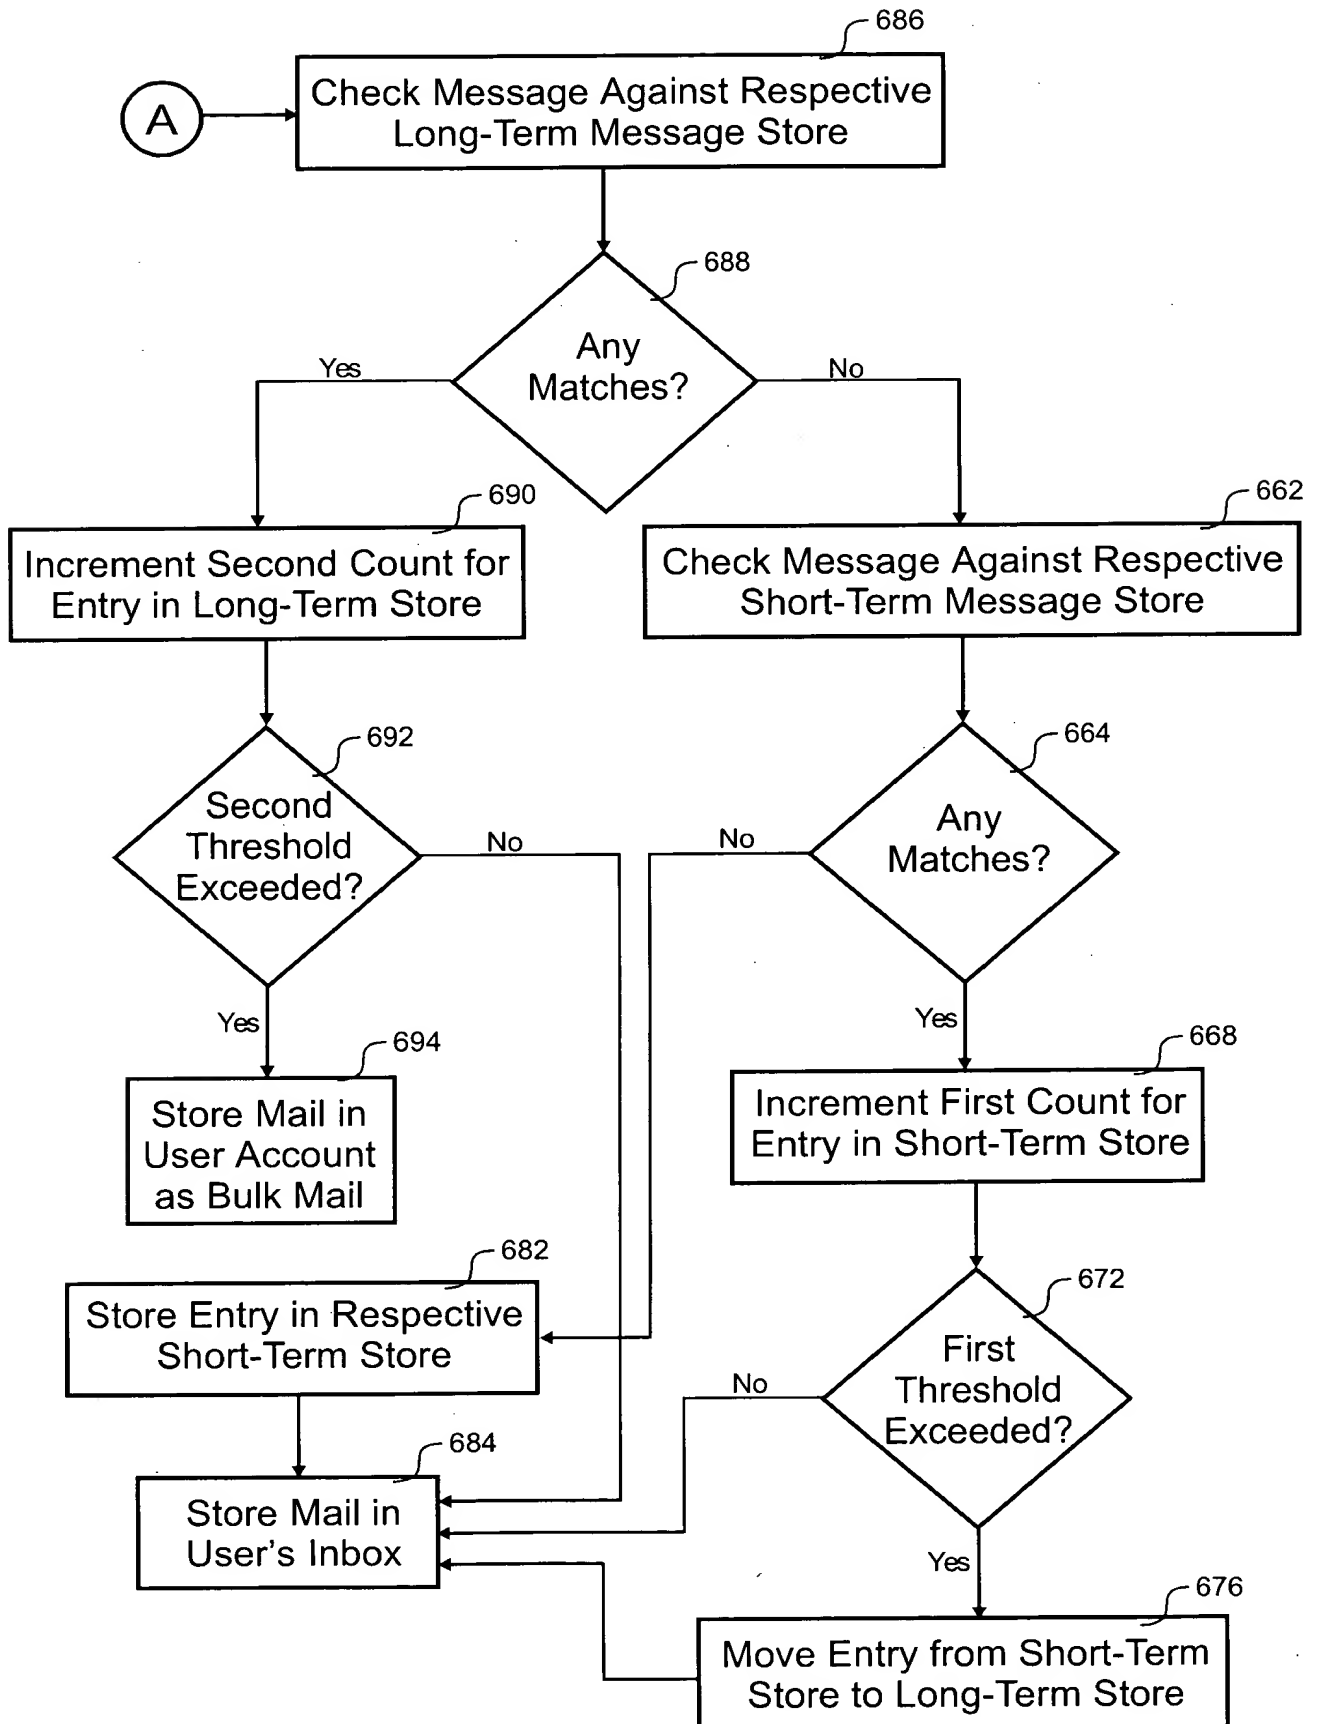 686
A
Check Message Against Respective
Long-Term Message Store
688
Any
Matches?
Yes
No
690
Increment Second Count for
Entry in Long-Term Store
662
Check Message Against Respective
Short-Term Message Store
692
Second
Threshold
Exceeded?
No
Yes
664
Any
Matches?
No
Yes
694
Store Mail in
User Account
as Bulk Mail
668
Increment First Count for
Entry in Short-Term Store
682
Store Entry in Respective
Short-Term Store
672
First
Threshold
Exceeded?
No
Yes
684
Store Mail in
User's Inbox
676
Move Entry from Short-Term
Store to Long-Term Store